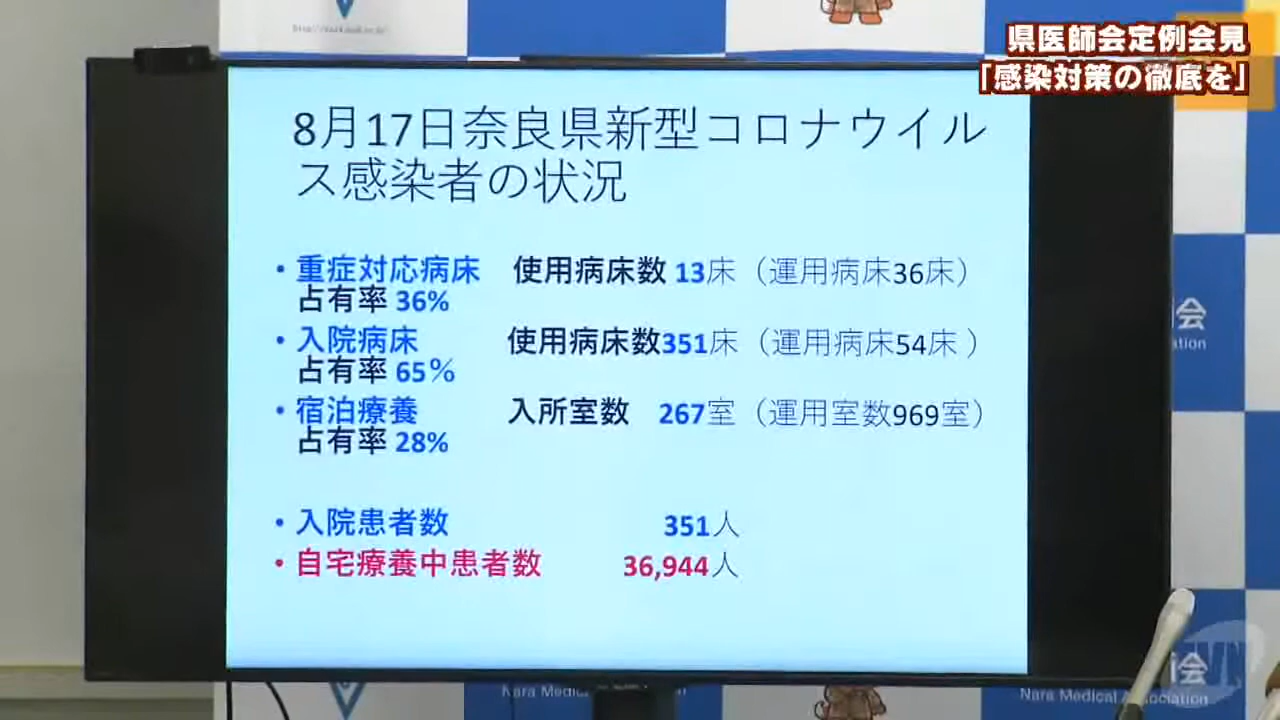 県医師会定例会見
「感染対策の徹底を」
8月17日奈良県新型コロナウイル
ス感染者の状況
・重症対応病床 使用病床数 13床（運用病床36床）
占有率 36%
・入院病床 使用病床数351床（運用病床54床 ）
占有率 65%
・宿泊療養 入所室数 267室（運用室数969室）
占有率 28%
・入院患者数 351人
・自宅療養中患者数 36,944人
会
会
Nara Medical Association